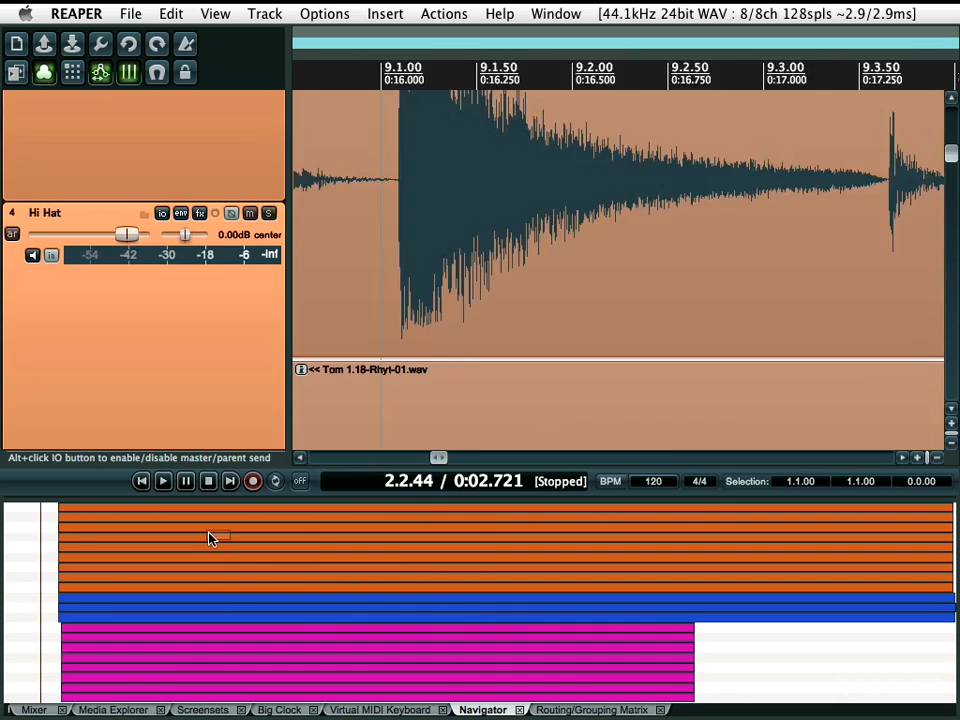 REAPER File Edit View Track Options Insert Actions Help Window [44.1kHz 24bit WAV : 8/8ch 128spls ~2.9/2.9ms]
9.1.00 9.1.50 9.2.00 9.2.50 9.3.00 9.3.50
0:16.000 0:16.250 0:16.500 0:16.750 0:17.000 0:17.250
4 Hi Hat io env fx m s
ar 0.00dB center
in -54 -42 -30 -18 -6 -inf
<< Tom 1.18-Rhyt-01.wav
Alt+click IO button to enable/disable master/parent send
off 2.2.44 / 0:02.721 [Stopped] BPM 120 4/4 Selection: 1.1.00 1.1.00 0.0.00
Mixer Media Explorer Screensets Big Clock Virtual MIDI Keyboard Navigator Routing/Grouping Matrix